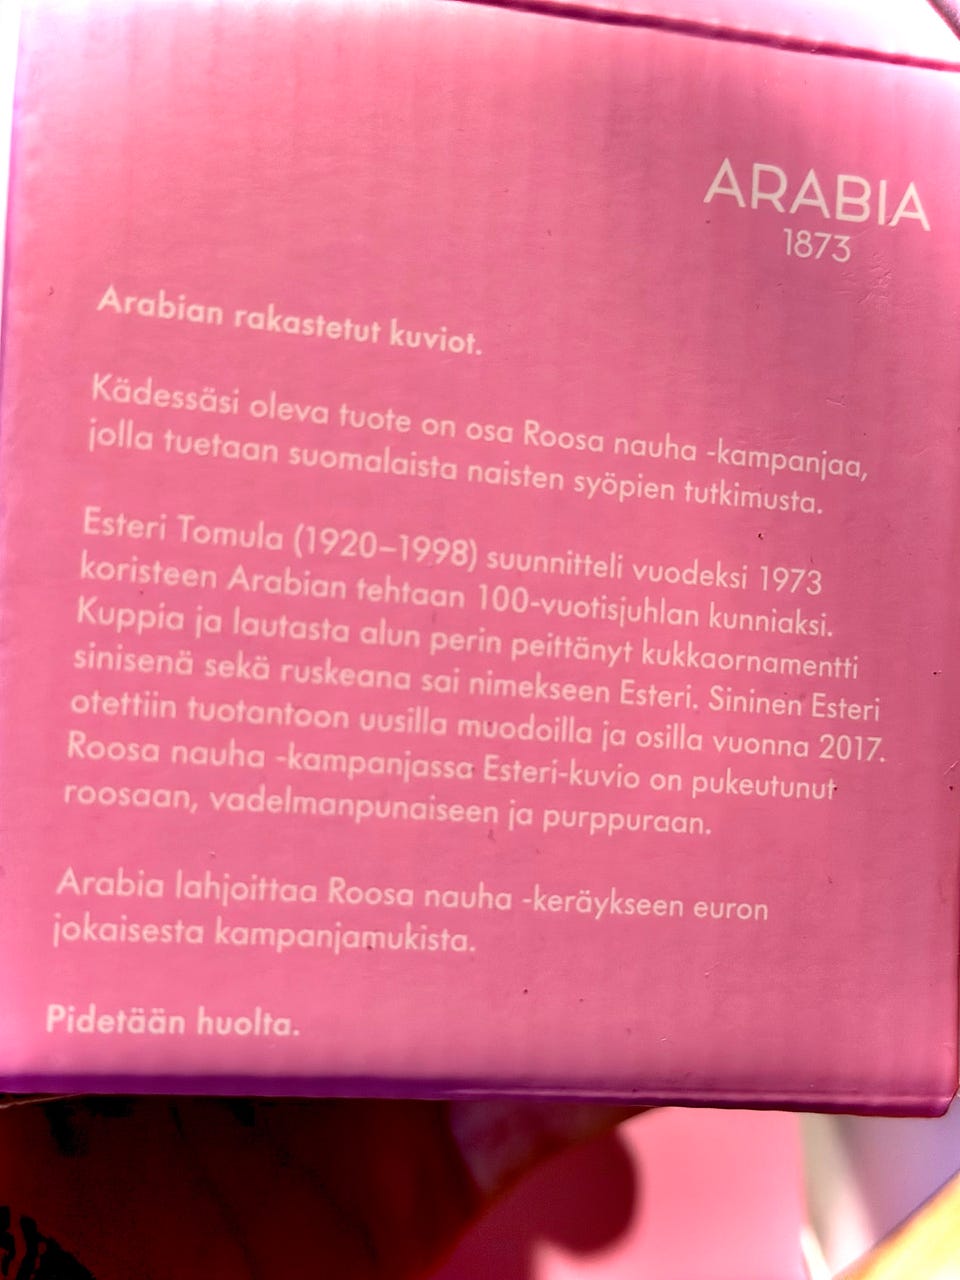 ARABIA
1873
Arabian rakastetut kuviot.
Kädessäsi oleva tuote on osa Roosa nauha -kampanjaa,
jolla tuetaan suomalaista naisten syöpien tutkimusta.
Esteri Tomula (1920–1998) suunnitteli vuodeksi 1973
koristeen Arabian tehtaan 100-vuotisjuhlan kunniaksi.
Kuppia ja lautasta alun perin peittänyt kukkaornamentti
sinisenä sekä ruskeana sai nimekseen Esteri. Sininen Esteri
otettiin tuotantoon uusilla muodoilla ja osilla vuonna 2017.
Roosa nauha -kampanjassa Esteri-kuvio on pukeutunut
roosaan, vadelmanpunaiseen ja purppuraan.
Arabia lahjoittaa Roosa nauha -keräykseen euron
jokaisesta kampanjamukista.
Pidetään huolta.